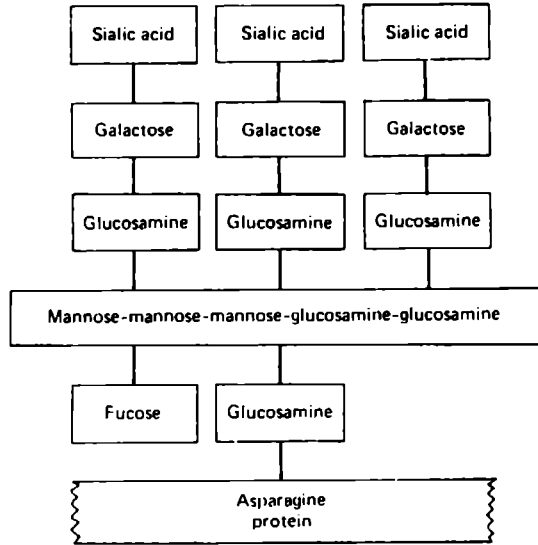 Sialic acid Sialic acid Sialic acid
Galactose Galactose Galactose
Glucosamine Glucosamine Glucosamine
Mannose-mannose-mannose-glucosamine-glucosamine
Fucose Glucosamine
Asparagine
protein